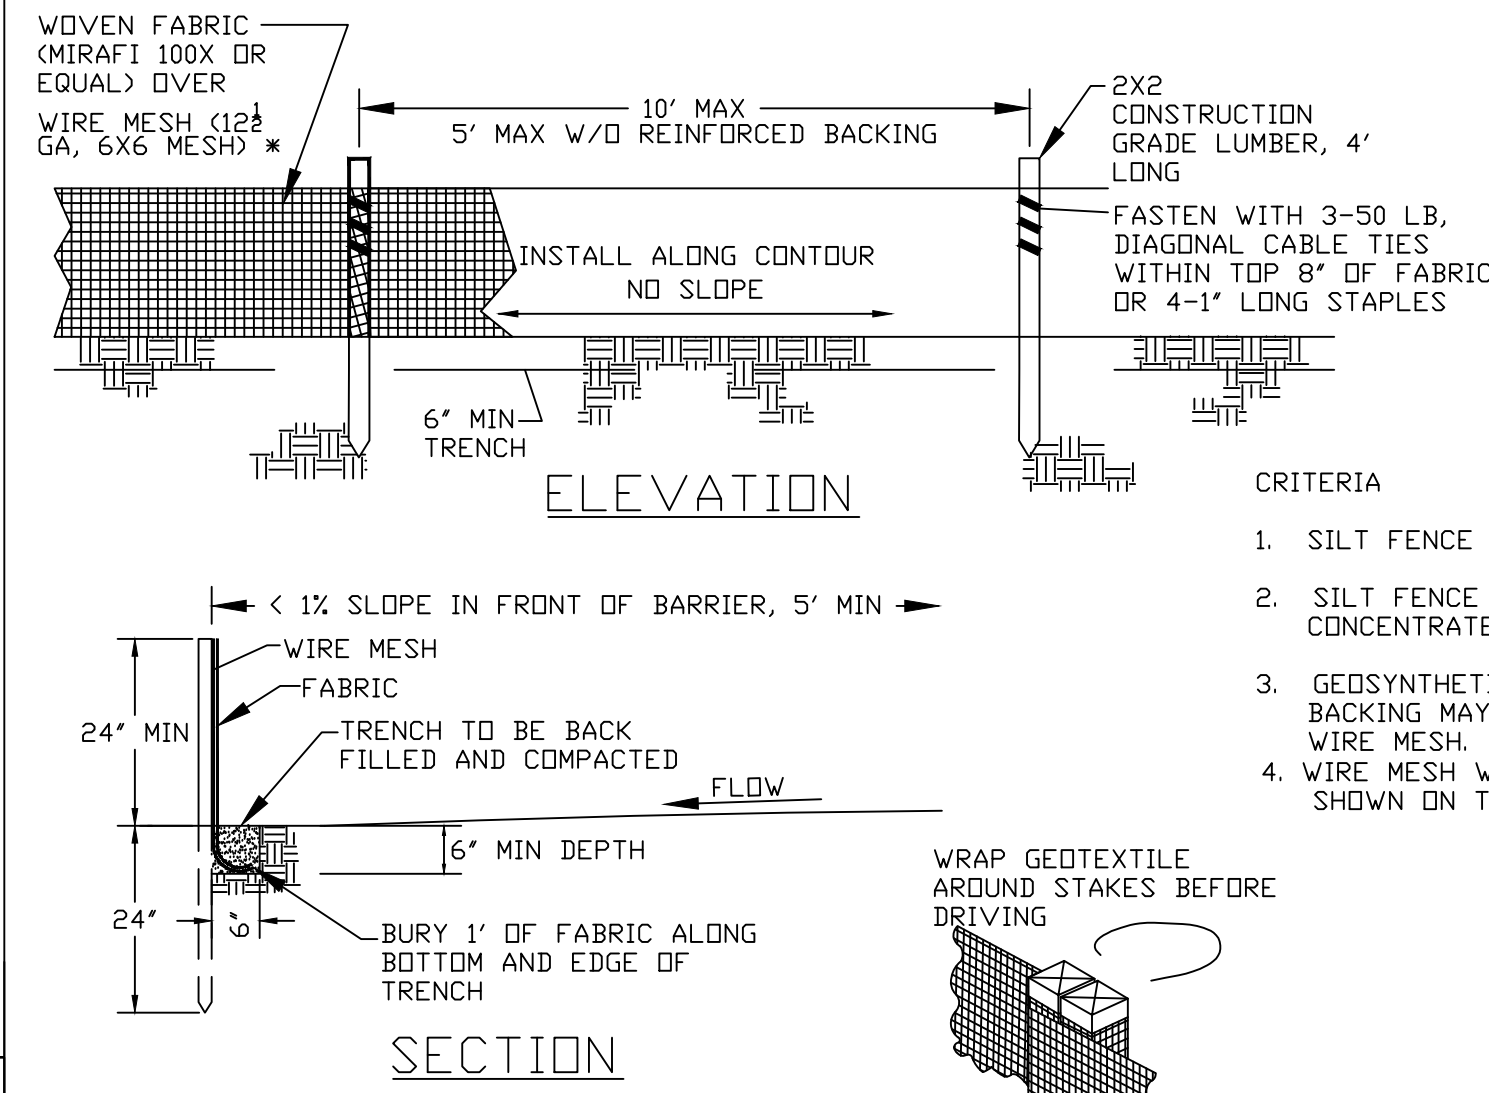 WOVEN FABRIC
(MIRAFI 100X OR
EQUAL) OVER
WIRE MESH (12 1/2
GA, 6X6 MESH) *
10' MAX
5' MAX W/O REINFORCED BACKING
2X2
CONSTRUCTION
GRADE LUMBER, 4'
LONG
FASTEN WITH 3-50 LB,
DIAGONAL CABLE TIES
WITHIN TOP 8" OF FABRIC
OR 4-1" LONG STAPLES
INSTALL ALONG CONTOUR
NO SLOPE
6" MIN
TRENCH
ELEVATION
CRITERIA
1. SILT FENCE
2. SILT FENCE
CONCENTRATE
3. GEOSYNTHETI
BACKING MAY
WIRE MESH.
4. WIRE MESH W
SHOWN ON T
< 1% SLOPE IN FRONT OF BARRIER, 5' MIN
WIRE MESH
FABRIC
24" MIN
TRENCH TO BE BACK
FILLED AND COMPACTED
FLOW
6" MIN DEPTH
24"
6"
BURY 1' OF FABRIC ALONG
BOTTOM AND EDGE OF
TRENCH
SECTION
WRAP GEOTEXTILE
AROUND STAKES BEFORE
DRIVING